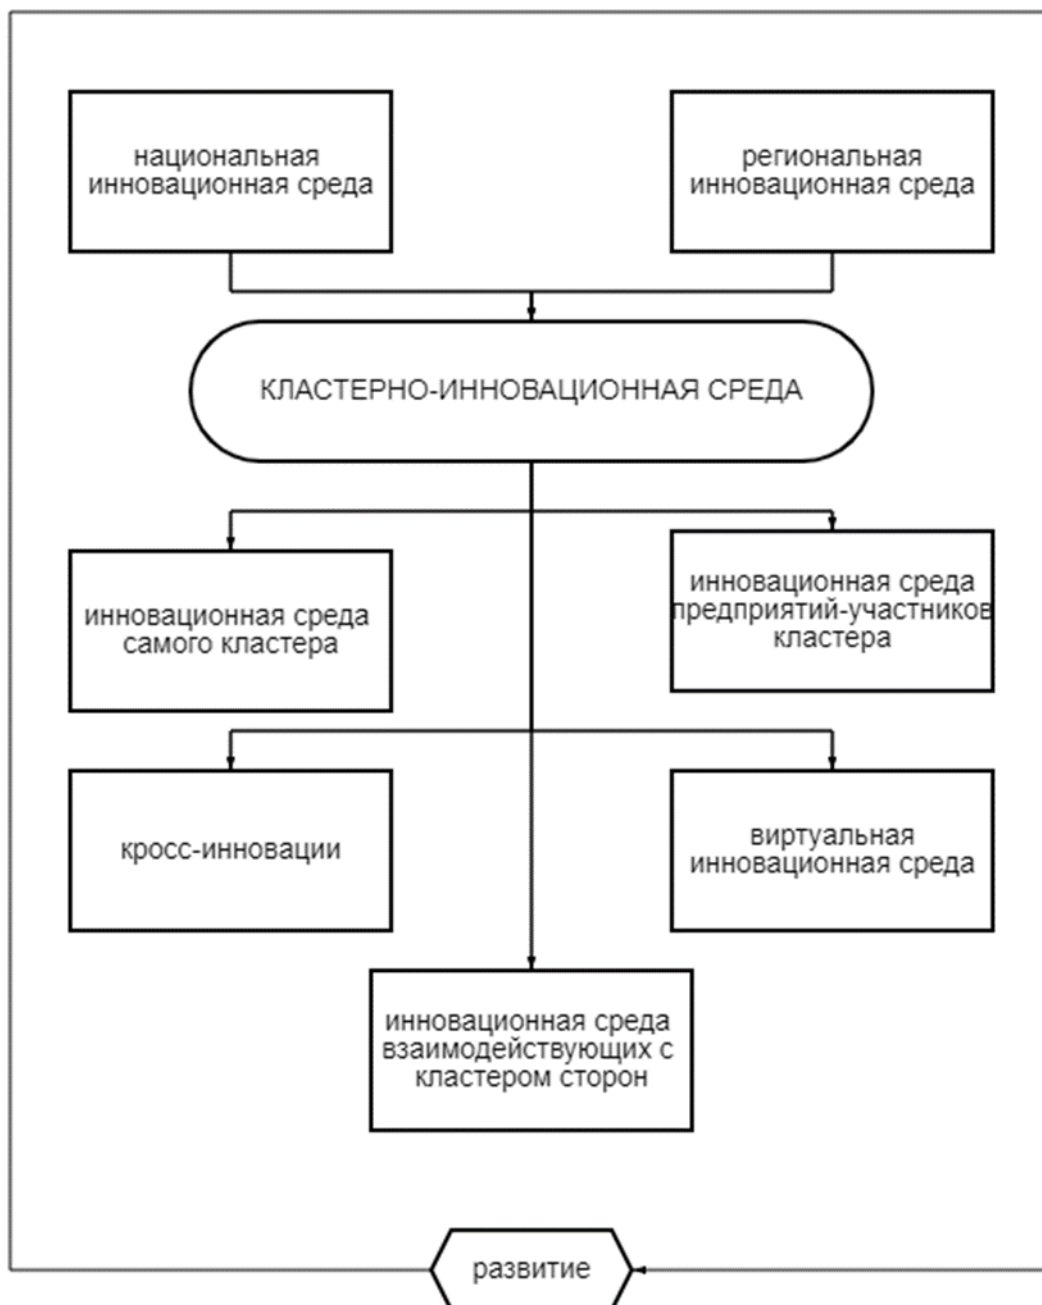 национальная
инновационная среда
региональная
инновационная среда
КЛАСТЕРНО-ИННОВАЦИОННАЯ СРЕДА
инновационная среда
самого кластера
инновационная среда
предприятий-участников
кластера
кросс-инновации
виртуальная
инновационная среда
инновационная среда
взаимодействующих с
кластером сторон
развитие